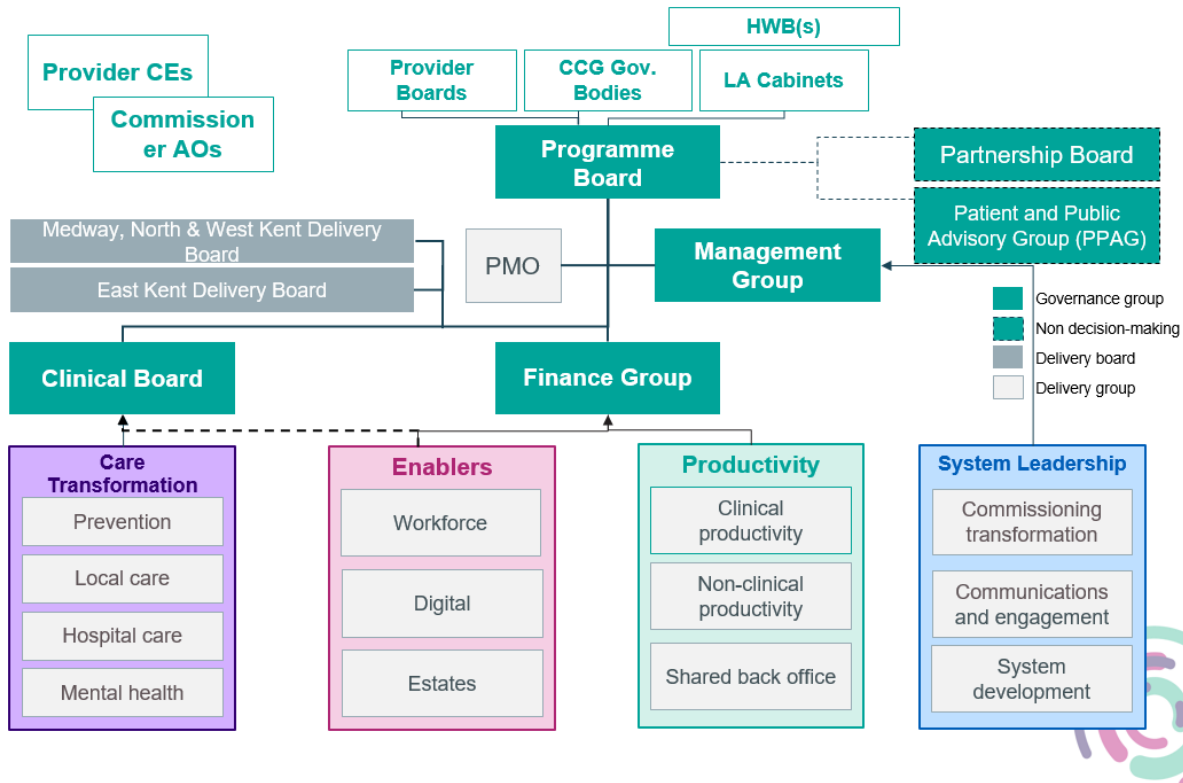 HWB(s)
Provider CEs
Commission
er AOs
Provider
Boards
CCG Gov.
Bodies
LA Cabinets
Programme
Board
Partnership Board
Patient and Public
Advisory Group (PPAG)
Medway, North & West Kent Delivery
Board
East Kent Delivery Board
PMO
Management
Group
Governance group
Non decision-making
Delivery board
Delivery group
Clinical Board
Finance Group
Care
Transformation
Prevention
Local care
Hospital care
Mental health
Enablers
Workforce
Digital
Estates
Productivity
Clinical
productivity
Non-clinical
productivity
Shared back office
System Leadership
Commissioning
transformation
Communications
and engagement
System
development